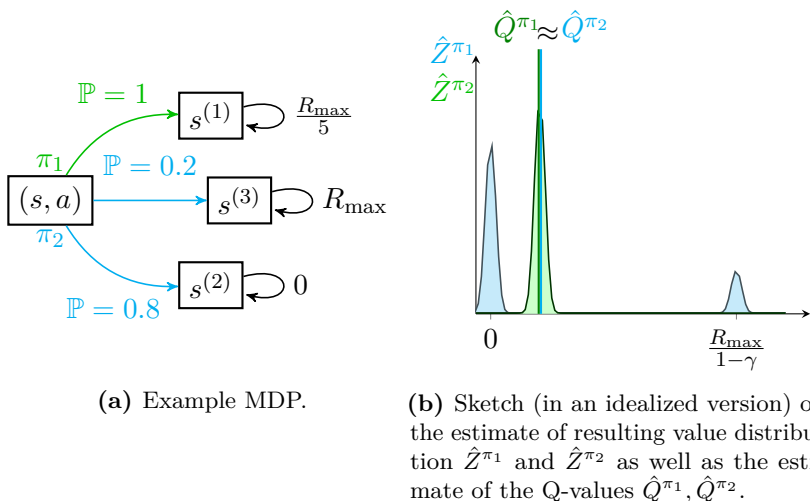 ℙ = 1
s⁽¹⁾
R_max/5
π₁
ℙ = 0.2
(s, a)
s⁽³⁾
R_max
π₂
s⁽²⁾
0
ℙ = 0.8
(a) Example MDP.
Q̂^π₁ ≈ Q̂^π₂
Ẑ^π₁
Ẑ^π₂
0
R_max/1−γ
(b) Sketch (in an idealized version) o
the estimate of resulting value distribu
tion Ẑ^π₁ and Ẑ^π₂ as well as the esti
mate of the Q-values Q̂^π₁, Q̂^π₂.